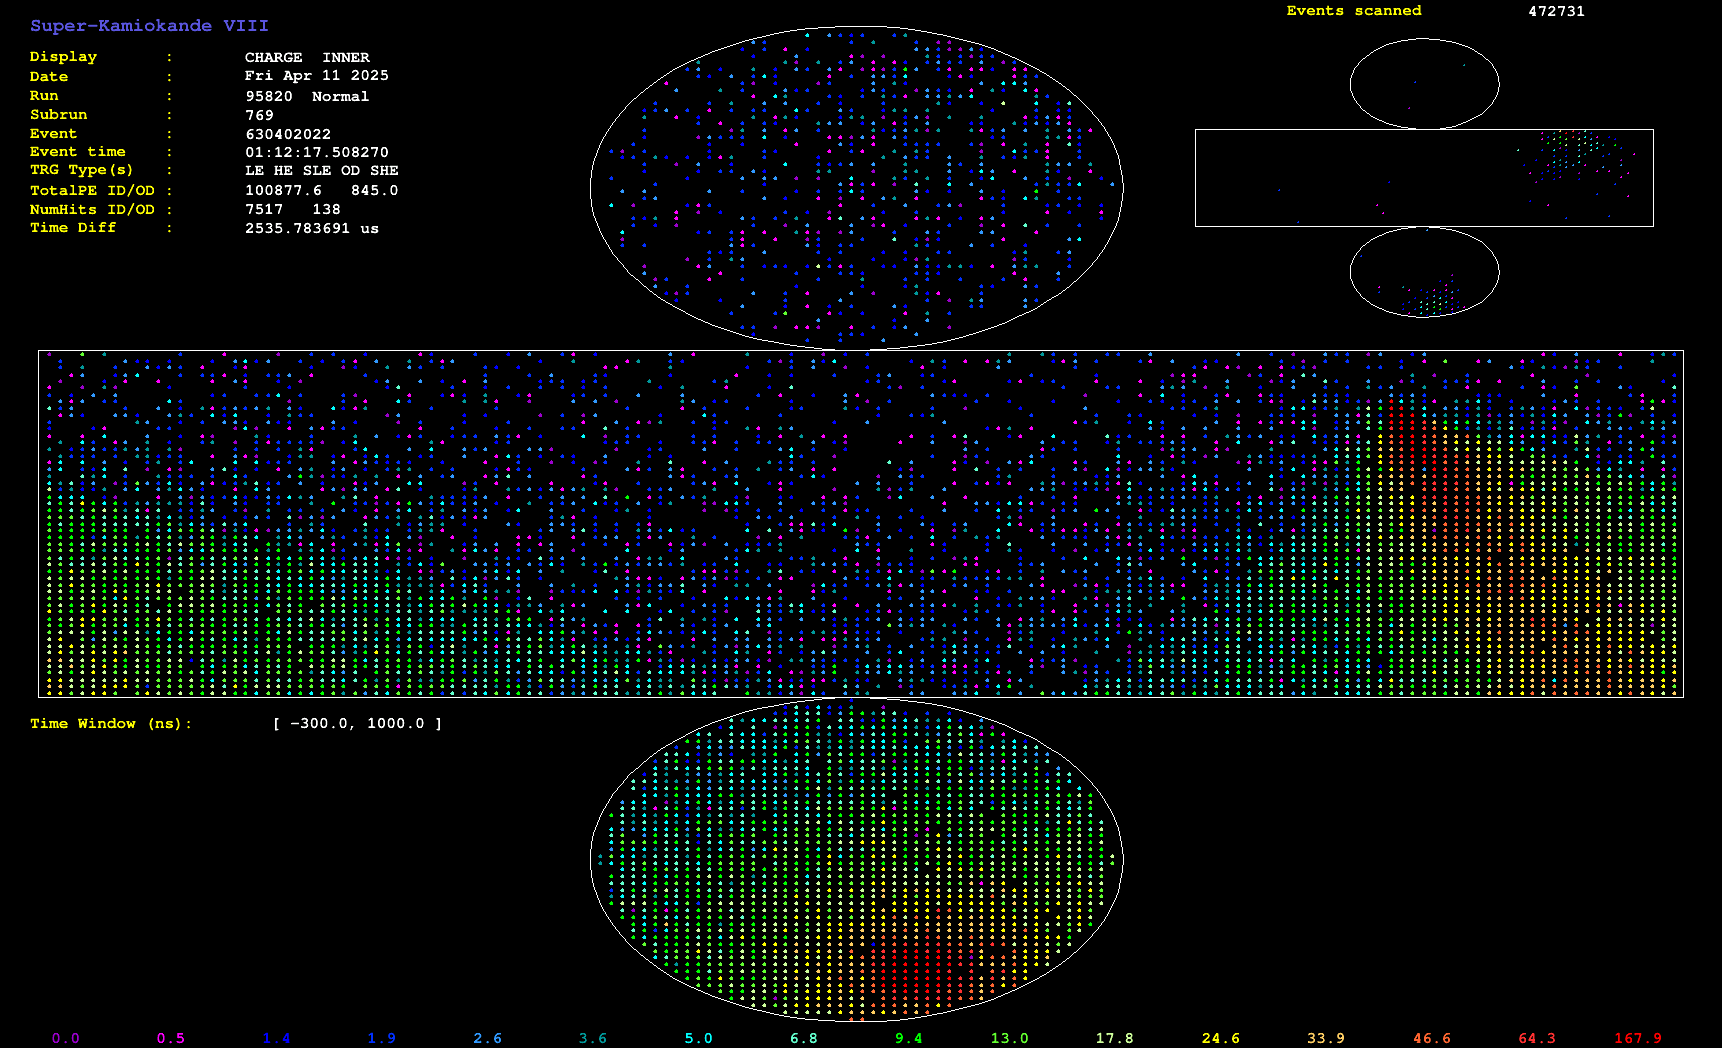 Super-Kamiokande VIII
Events scanned 472731
Display : CHARGE INNER
Date : Fri Apr 11 2025
Run : 95820 Normal
Subrun : 769
Event : 630402022
Event time : 01:12:17.508270
TRG Type(s) : LE HE SLE OD SHE
TotalPE ID/OD : 100877.6 845.0
NumHits ID/OD : 7517 138
Time Diff : 2535.783691 us
Time Window (ns): [ -300.0, 1000.0 ]
0.0 0.5 1.4 1.9 2.6 3.6 5.0 6.8 9.4 13.0 17.8 24.6 33.9 46.6 64.3 167.9